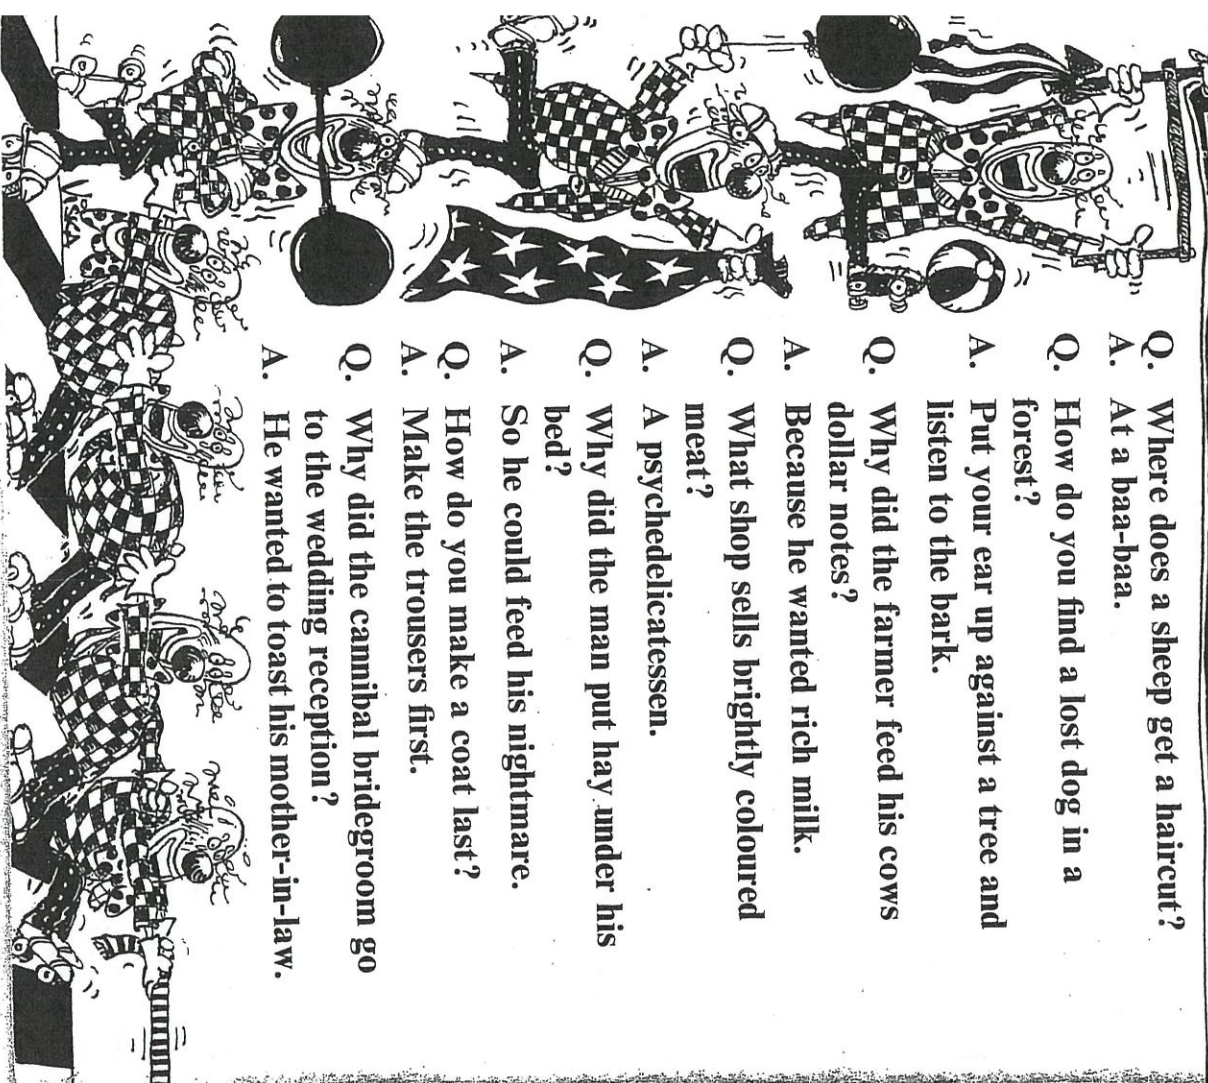 Q. Where does a sheep get a haircut?
A. At a baa-baa.
Q. How do you find a lost dog in a
forest?
A. Put your ear up against a tree and
listen to the bark.
Q. Why did the farmer feed his cows
dollar notes?
A. Because he wanted rich milk.
Q. What shop sells brightly coloured
meat?
A. A psychedelicatessen.
Q. Why did the man put hay under his
bed?
A. So he could feed his nightmare.
Q. How do you make a coat last?
A. Make the trousers first.
Q. Why did the cannibal bridegroom go
to the wedding reception?
A. He wanted to toast his mother-in-law.